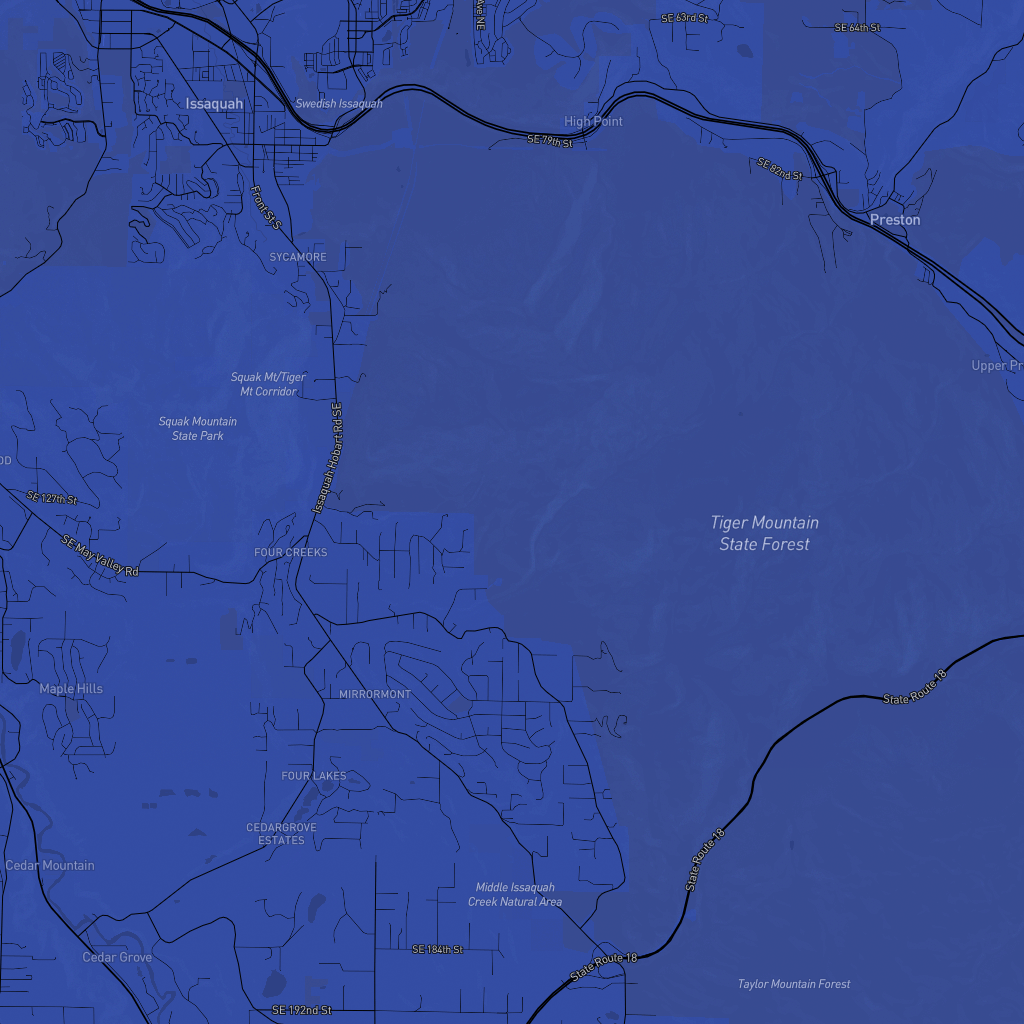 Ave NE
SE 63rd St
SE 64th St
Issaquah
Swedish Issaquah
High Point
SE 79th St
SE 82nd St
Front St S
Preston
SYCAMORE
Upper Pr
Squak Mt/Tiger
Mt Corridor
Squak Mountain
State Park
Issaquah-Hobart Rd SE
OD
SE 127th St
Tiger Mountain
State Forest
SE May Valley Rd
FOUR CREEKS
State Route 18
Maple Hills
MIRRORMONT
FOUR LAKES
CEDARGROVE
ESTATES
State Route 18
Cedar Mountain
Middle Issaquah
Creek Natural Area
SE 184th St
Cedar Grove
State Route 18
Taylor Mountain Forest
SE 192nd St